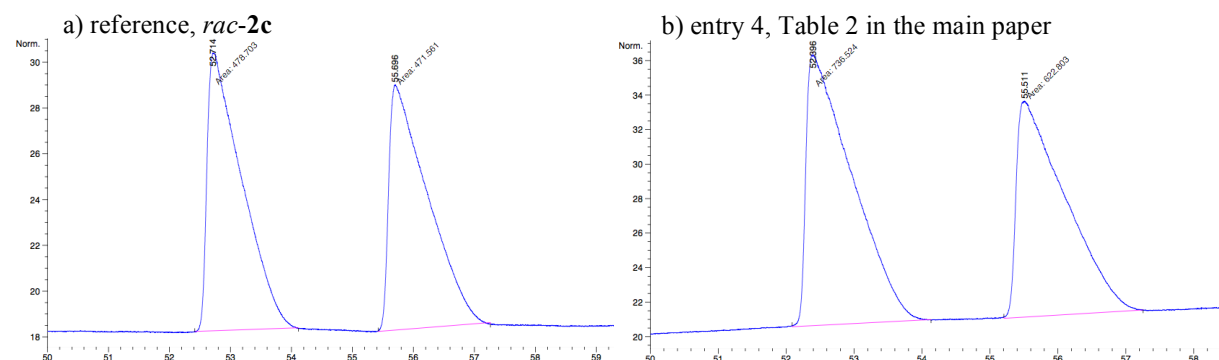 a) reference, rac-2c
b) entry 4, Table 2 in the main paper
Norm.
52.714
Area: 478.703
55.696
Area: 471.561
30
28
26
24
22
20
18
50 51 52 53 54 55 56 57 58 59
Norm.
Area: 736.524
55.511
Area: 622.803
36
34
32
30
28
26
24
22
20
50 51 52 53 54 55 56 57 58